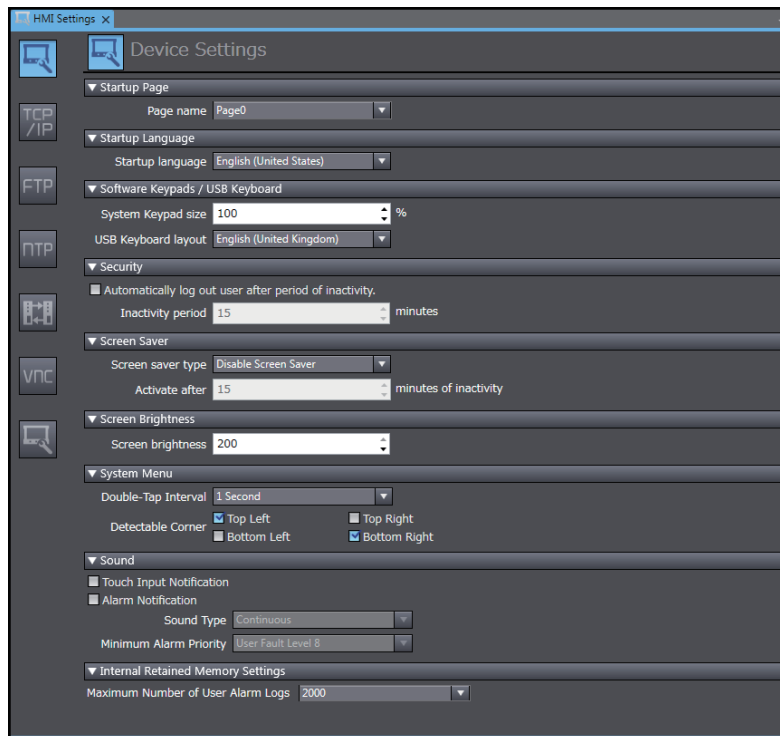 HMI Settings
Device Settings
Startup Page
Page name Page0
Startup Language
Startup language English (United States)
Software Keypads / USB Keyboard
System Keypad size 100 %
USB Keyboard layout English (United Kingdom)
Security
Automatically log out user after period of inactivity.
Inactivity period 15 minutes
Screen Saver
Screen saver type Disable Screen Saver
Activate after 15 minutes of inactivity
Screen Brightness
Screen brightness 200
System Menu
Double-Tap Interval 1 Second
Detectable Corner Top Left Top Right
Bottom Left Bottom Right
Sound
Touch Input Notification
Alarm Notification
Sound Type Continuous
Minimum Alarm Priority User Fault Level 8
Internal Retained Memory Settings
Maximum Number of User Alarm Logs 2000
TCP
/IP
FTP
NTP
VNC